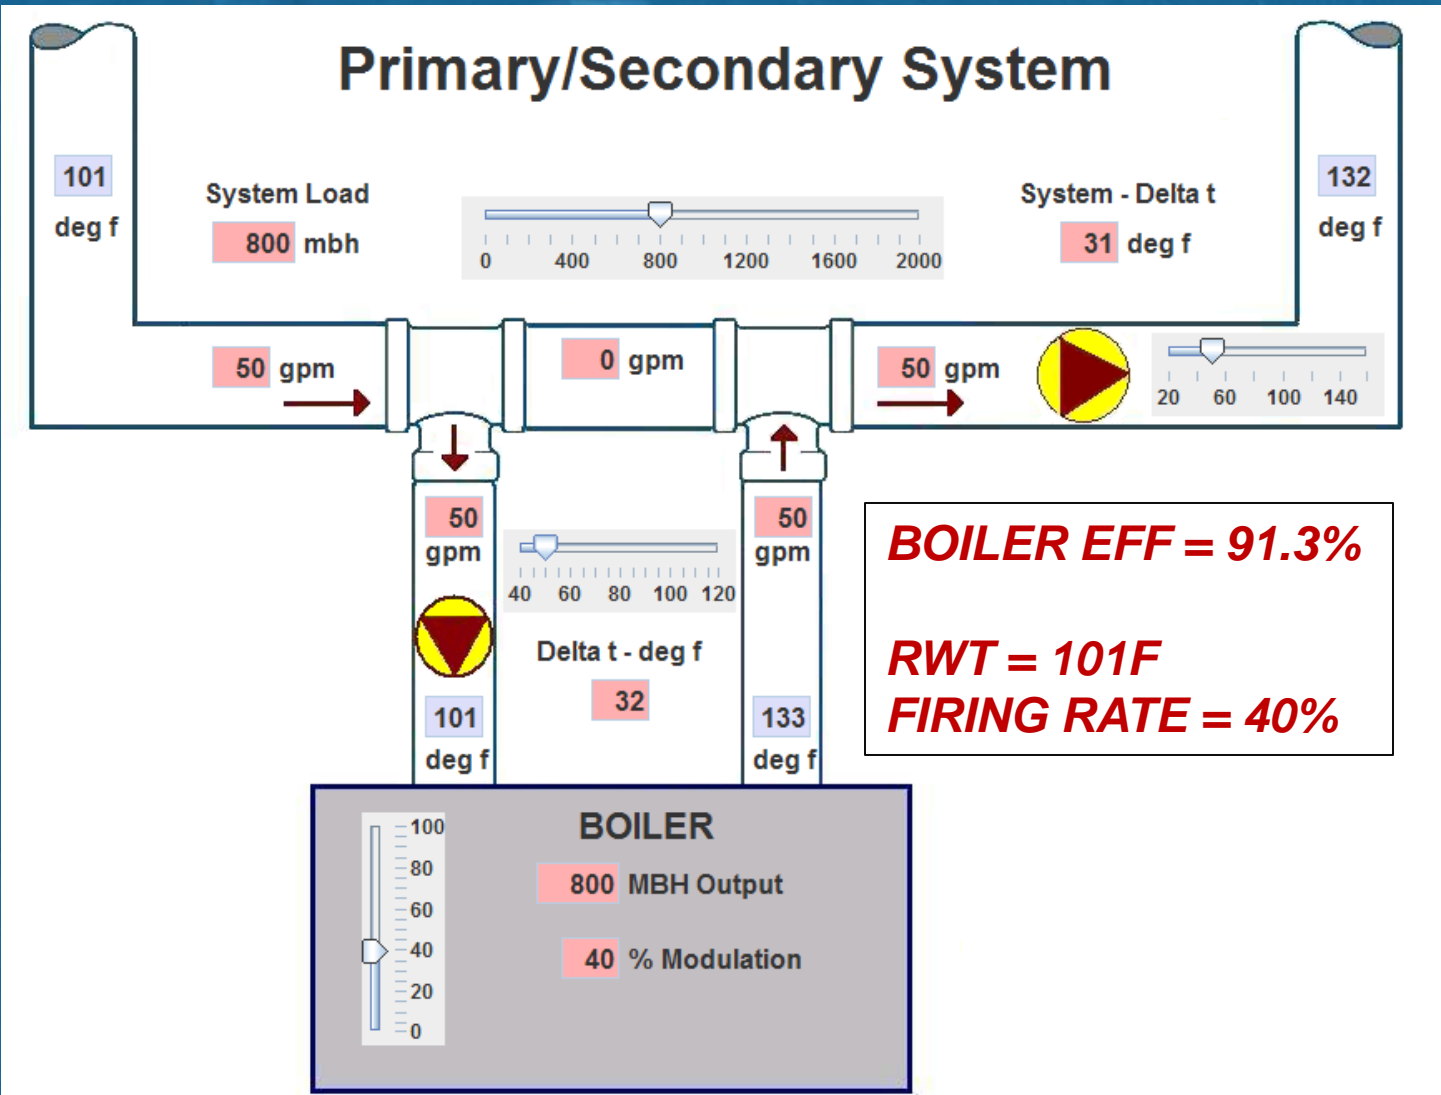 Primary/Secondary System
101
deg f
System Load
800 mbh
0 400 800 1200 1600 2000
System - Delta t
31 deg f
132
deg f
50 gpm
0 gpm
50 gpm
20 60 100 140
50
gpm
40 60 80 100 120
50
gpm
Delta t - deg f
32
101
deg f
133
deg f
BOILER EFF = 91.3%
RWT = 101F
FIRING RATE = 40%
BOILER
100
80
60
40
20
0
800 MBH Output
40 % Modulation